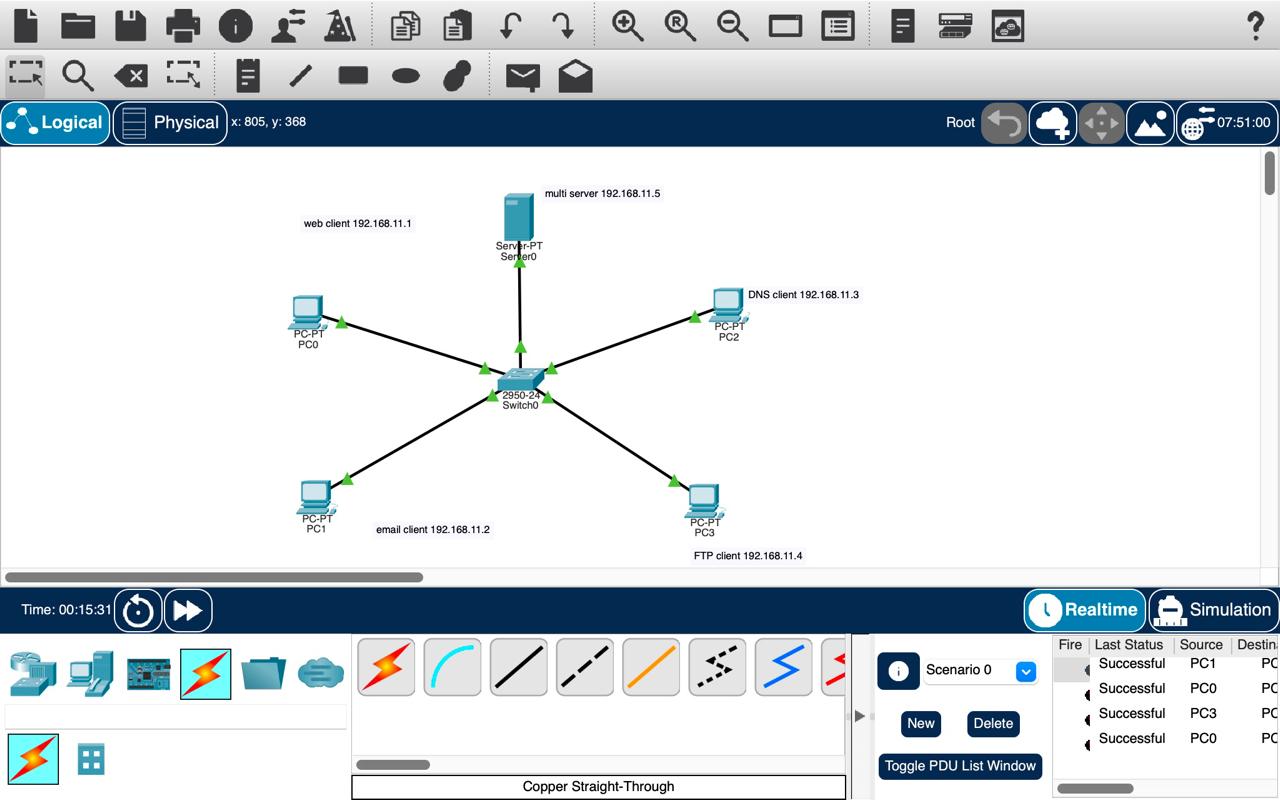 Logical
Physical
x: 805, y: 368
Root
07:51:00
multi server 192.168.11.5
web client 192.168.11.1
Server-PT
Server0
DNS client 192.168.11.3
PC-PT
PC0
PC-PT
PC2
2950-24
Switch0
PC-PT
PC1
email client 192.168.11.2
PC-PT
PC3
FTP client 192.168.11.4
Time: 00:15:31
Realtime
Simulation
Scenario 0
New
Delete
Toggle PDU List Window
Fire Last Status Source Destin
Successful PC1 PC
Successful PC0 PC
Successful PC3 PC
Successful PC0 PC
Copper Straight-Through